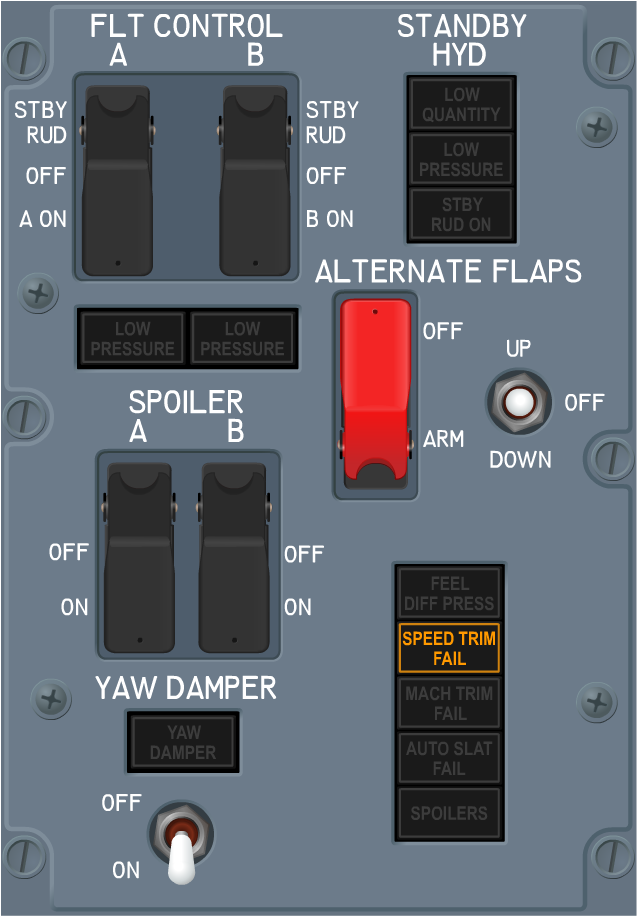 FLT CONTROL
A B
STBY
RUD
OFF
A ON
STBY
RUD
OFF
B ON
LOW
PRESSURE
LOW
PRESSURE
STANDBY
HYD
LOW
QUANTITY
LOW
PRESSURE
STBY
RUD ON
ALTERNATE FLAPS
OFF
ARM
UP
OFF
DOWN
SPOILER
A B
OFF
ON
OFF
ON
YAW DAMPER
YAW
DAMPER
OFF
ON
FEEL
DIFF PRESS
SPEED TRIM
FAIL
MACH TRIM
FAIL
AUTO SLAT
FAIL
SPOILERS